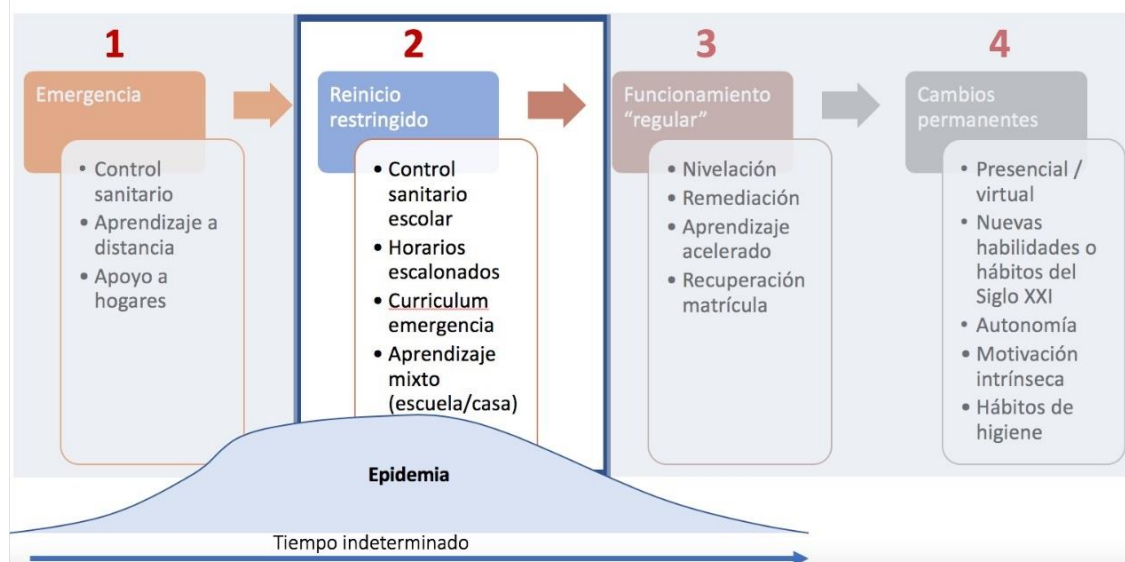 1
Emergencia
• Control
sanitario
• Aprendizaje a
distancia
• Apoyo a
hogares
2
Reinicio
restringido
• Control
sanitario
escolar
• Horarios
escalonados
• Curriculum
emergencia
• Aprendizaje
mixto
(escuela/casa)
3
Funcionamiento
“regular”
• Nivelación
• Remediación
• Aprendizaje
acelerado
• Recuperación
matrícula
4
Cambios
permanentes
• Presencial /
virtual
• Nuevas
habilidades o
hábitos del
Siglo XXI
• Autonomía
• Motivación
intrínseca
• Hábitos de
higiene
Epidemia
Tiempo indeterminado